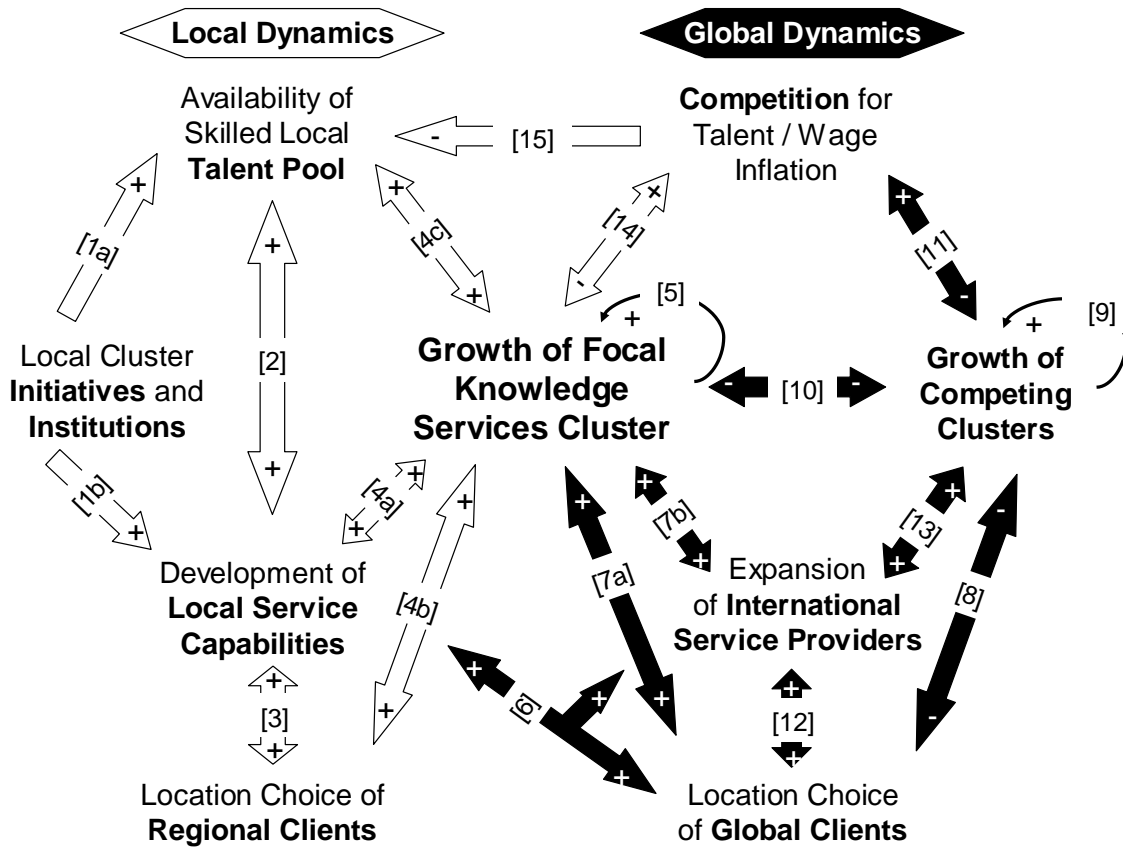 Local Dynamics
Global Dynamics
Availability of
Skilled Local
Talent Pool
Competition for
Talent / Wage
Inflation
- [15]
+
[1a]
+
[4c]
+
+
[14]
-
+
[11]
-
+
[2]
+
[5]
+
[9]
+
Local Cluster
Initiatives and
Institutions
Growth of Focal
Knowledge
Services Cluster
- [10] -
Growth of
Competing
Clusters
[1b]
+
+
[4a]
+
+
[4b]
+
+
[7a]
+
+
[7b]
+
+
[13]
+
-
[8]
-
Development of
Local Service
Capabilities
Expansion
of International
Service Providers
+
[3]
+
+
[6]
+
+
+
[12]
+
Location Choice of
Regional Clients
Location Choice
of Global Clients